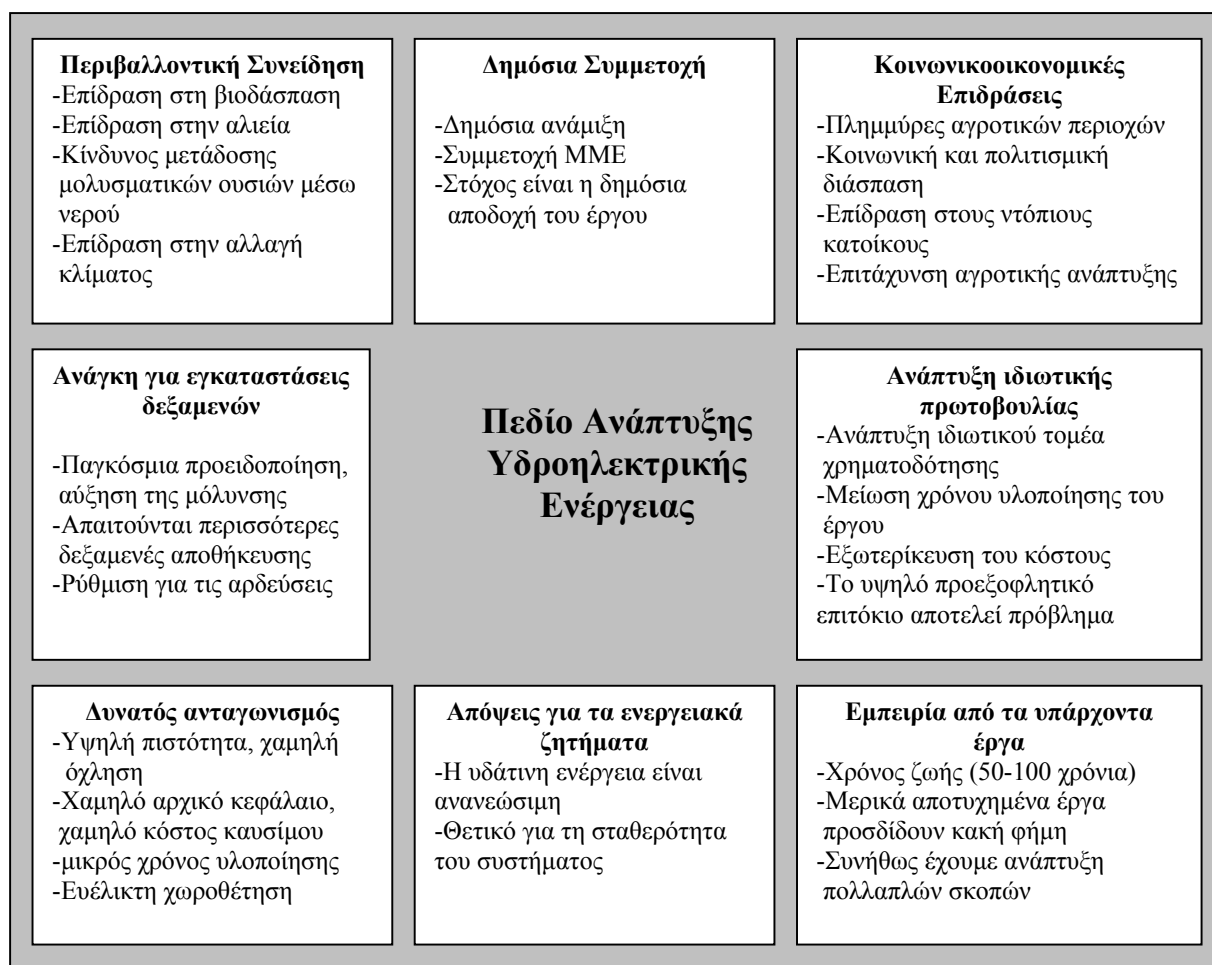 Περιβαλλοντική Συνείδηση
-Επίδραση στη βιοδάσπαση
-Επίδραση στην αλιεία
-Κίνδυνος μετάδοσης
μολυσματικών ουσιών μέσω
νερού
-Επίδραση στην αλλαγή
κλίματος
Δημόσια Συμμετοχή
-Δημόσια ανάμιξη
-Συμμετοχή ΜΜΕ
-Στόχος είναι η δημόσια
αποδοχή του έργου
Κοινωνικοοικονομικές
Επιδράσεις
-Πλημμύρες αγροτικών περιοχών
-Κοινωνική και πολιτισμική
διάσπαση
-Επίδραση στους ντόπιους
κατοίκους
-Επιτάχυνση αγροτικής ανάπτυξης
Ανάγκη για εγκαταστάσεις
δεξαμενών
-Παγκόσμια προειδοποίηση,
αύξηση της μόλυνσης
-Απαιτούνται περισσότερες
δεξαμενές αποθήκευσης
-Ρύθμιση για τις αρδεύσεις
Πεδίο Ανάπτυξης
Υδροηλεκτρικής
Ενέργειας
Ανάπτυξη ιδιωτικής
πρωτοβουλίας
-Ανάπτυξη ιδιωτικού τομέα
χρηματοδότησης
-Μείωση χρόνου υλοποίησης του
έργου
-Εξωτερίκευση του κόστους
-Το υψηλό προεξοφλητικό
επιτόκιο αποτελεί πρόβλημα
Δυνατός ανταγωνισμός
-Υψηλή πιστότητα, χαμηλή
όχληση
-Χαμηλό αρχικό κεφάλαιο,
χαμηλό κόστος καυσίμου
-μικρός χρόνος υλοποίησης
-Ευέλικτη χωροθέτηση
Απόψεις για τα ενεργειακά
ζητήματα
-Η υδάτινη ενέργεια είναι
ανανεώσιμη
-Θετικό για τη σταθερότητα
του συστήματος
Εμπειρία από τα υπάρχοντα
έργα
-Χρόνος ζωής (50-100 χρόνια)
-Μερικά αποτυχημένα έργα
προσδίδουν κακή φήμη
-Συνήθως έχουμε ανάπτυξη
πολλαπλών σκοπών